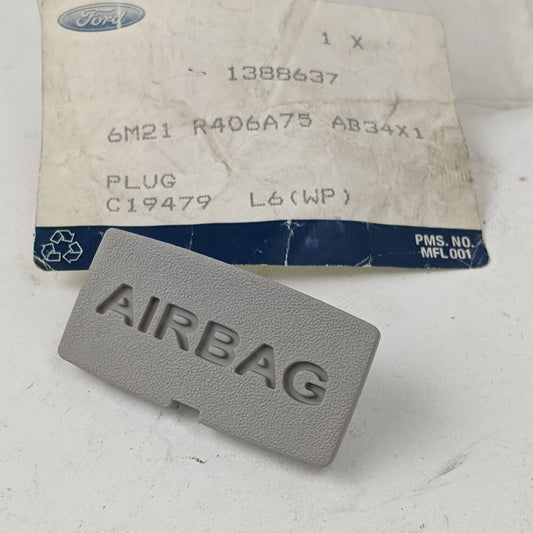 Ford
1 X
1388637
6M21 R406A75 AB34X1
PLUG
C19479 L6(WP)
PMS. NO.
MFL001
AIRBAG